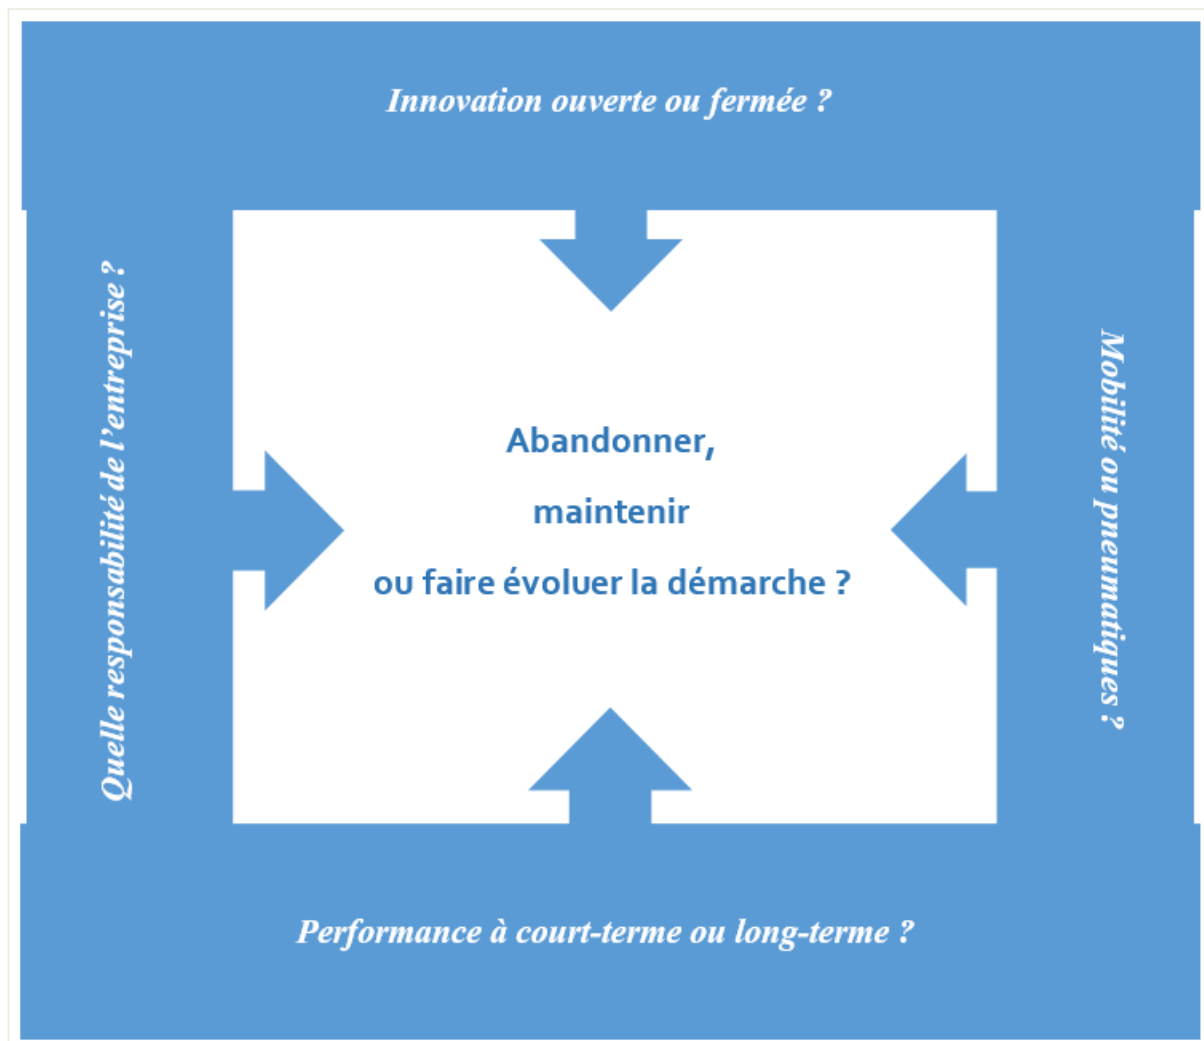 Innovation ouverte ou fermée ?
Quelle responsabilité de l’entreprise ?
Abandonner,
maintenir
ou faire évoluer la démarche ?
Mobilité ou pneumatiques ?
Performance à court-terme ou long-terme ?